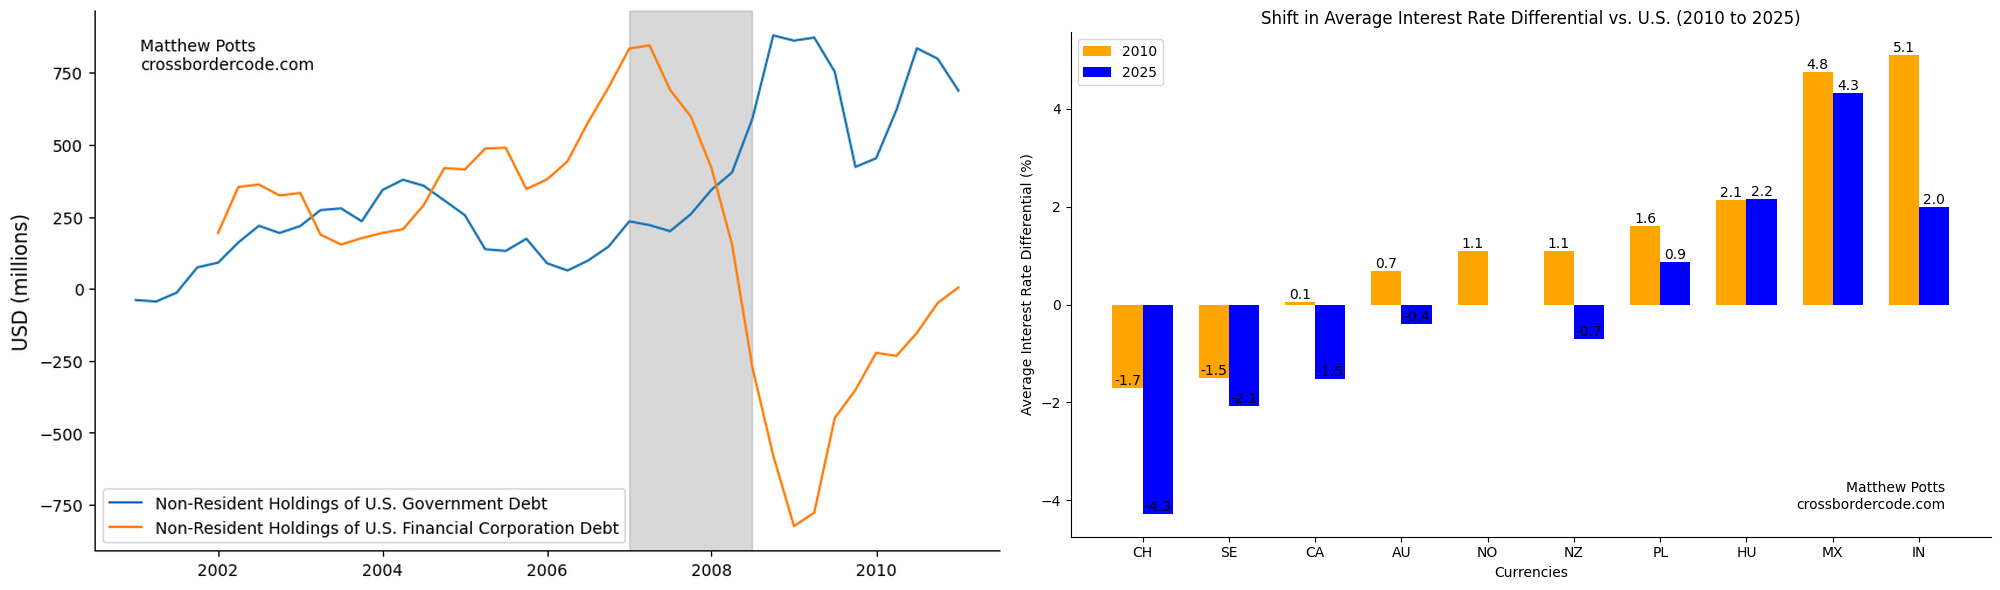 Matthew Potts
crossbordercode.com
USD (millions)
750
500
250
0
−250
−500
−750
Non-Resident Holdings of U.S. Government Debt
Non-Resident Holdings of U.S. Financial Corporation Debt
2002
2004
2006
2008
2010
Shift in Average Interest Rate Differential vs. U.S. (2010 to 2025)
2010
2025
Average Interest Rate Differential (%)
4
2
0
−2
−4
-1.7
-4.3
-1.5
-2.1
0.1
-1.5
0.7
-0.4
1.1
1.1
-0.7
1.6
0.9
2.1
2.2
4.8
4.3
5.1
2.0
Matthew Potts
crossbordercode.com
CH
SE
CA
AU
NO
NZ
PL
HU
MX
IN
Currencies